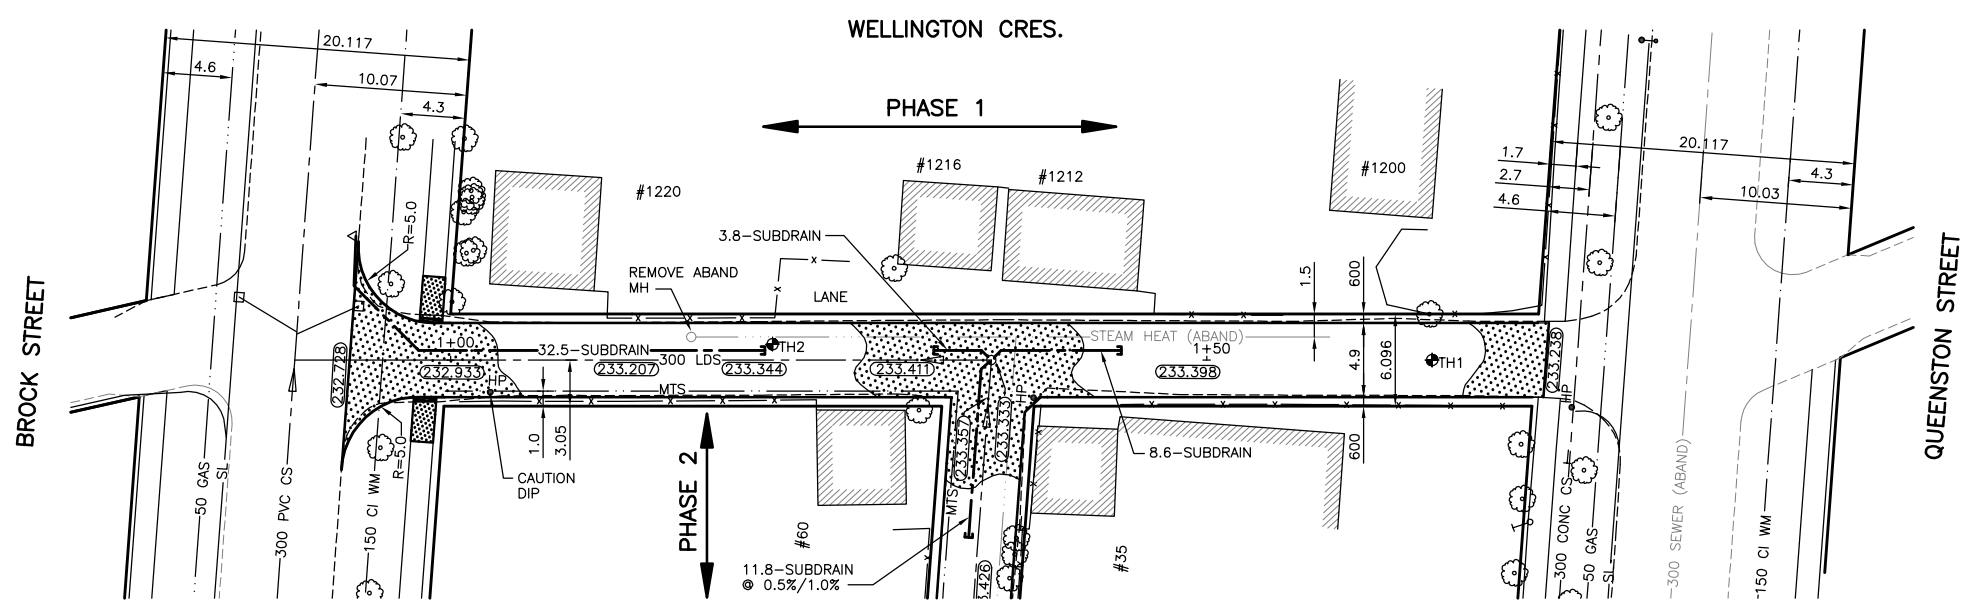 WELLINGTON CRES.
20.117
4.6
10.07
4.3
PHASE 1
#1220
#1216
#1212
#1200
20.117
1.7
2.7
4.6
4.3
10.03
R=5.0
3.8-SUBDRAIN
REMOVE ABAND
MH
LANE
1.5
600
BROCK STREET
QUEENSTON STREET
STEAM HEAT (ABAND)
1+00
32.5-SUBDRAIN
300 LDS
TH2
1+50
4.9
6.096
TH1
232.728
232.933
HP
233.207
233.344
233.411
233.398
233.238
HP
MTS
HP
233.357
233.333
1.0
3.05
600
R=5.0
CAUTION
DIP
PHASE 2
8.6-SUBDRAIN
MTS
50 GAS
SL
300 PVC CS
150 CI WM
#60
#35
11.8-SUBDRAIN
@ 0.5%/1.0%
.426
300 CONC CS
50 GAS
SL
300 SEWER (ABAND)
150 CI WM